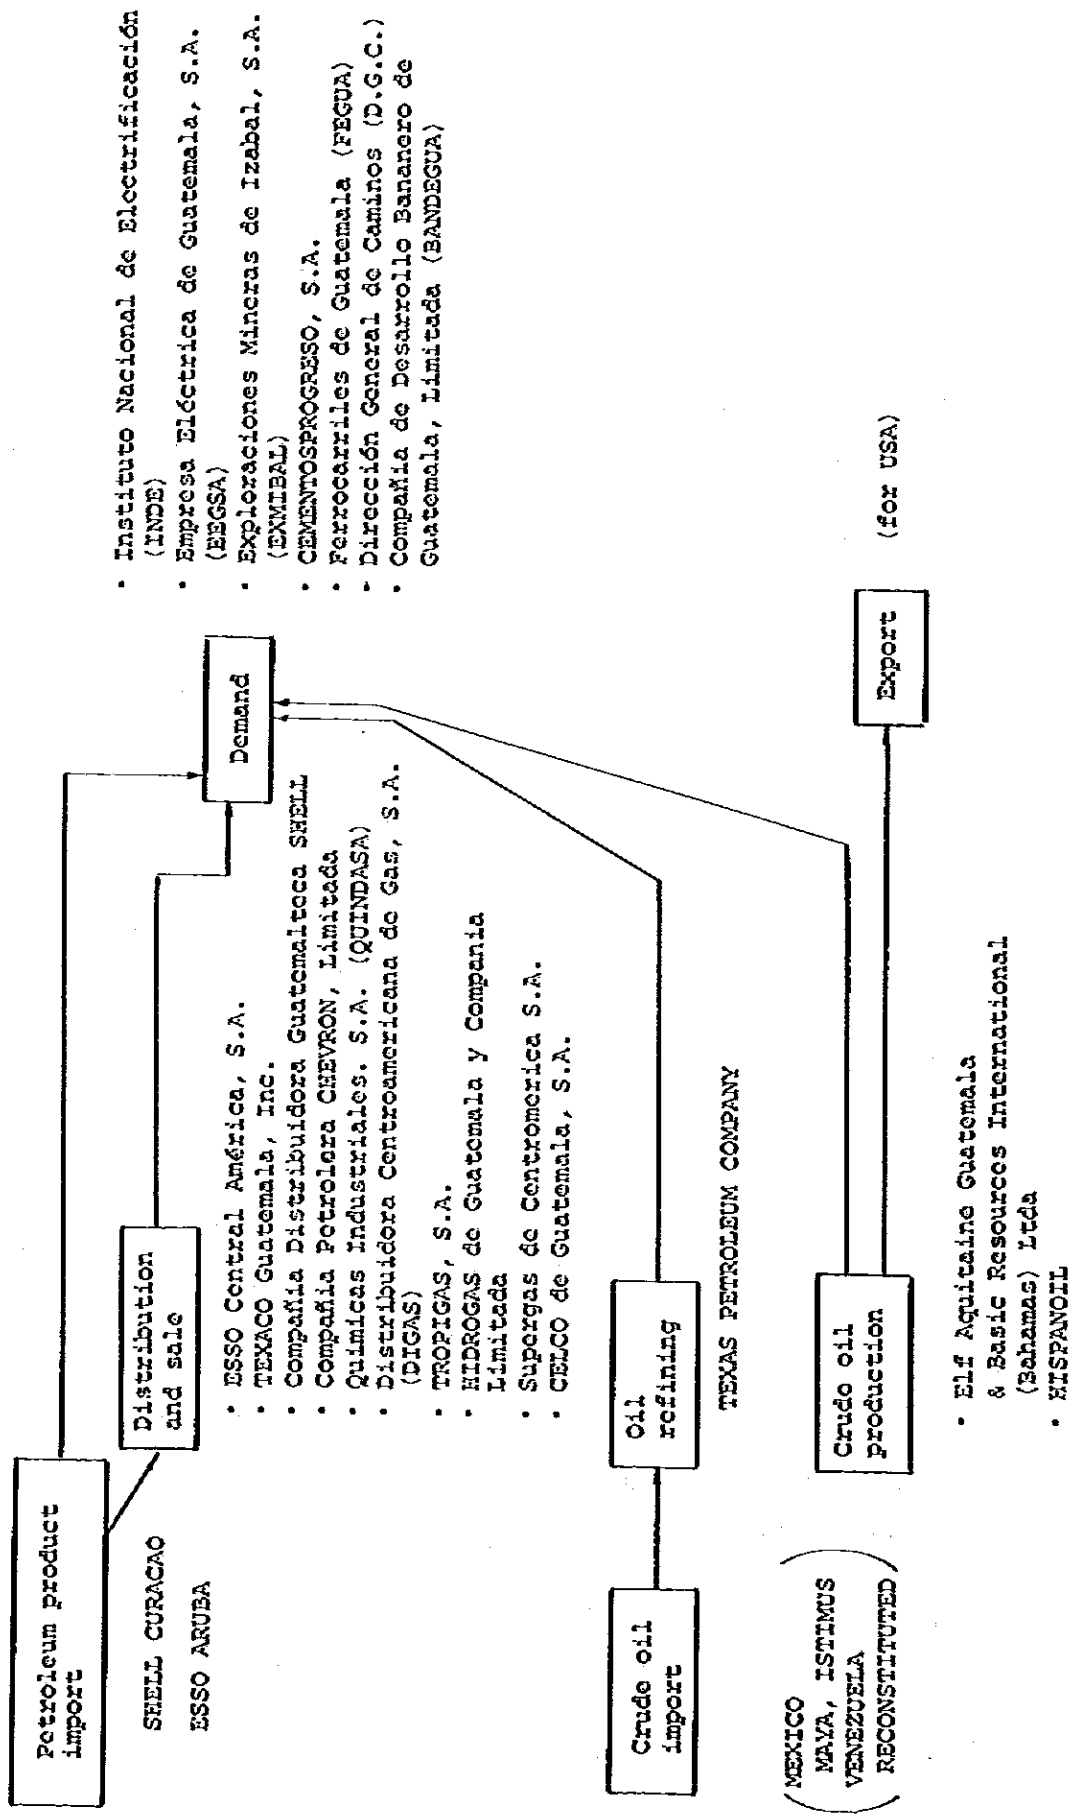 Petroleum product
import
SHELL CURACAO
ESSO ARUBA
Distribution
and sale
· ESSO Central América, S.A.
· TEXACO Guatemala, Inc.
· Compañia Distribuidora Guatemalteca SHELL
· Compañia Petrolera CHEVRON, Limitada
· Quimicas Industriales. S.A. (QUINDASA)
· Distribuidora Centroamericana de Gas, S.A.
(DIGAS)
· TROPIGAS, S.A.
· HIDROGAS de Guatemala y Compania
Limitada
· Supergas de Centromerica S.A.
· CELCO de Guatemala, S.A.
Demand
· Instituto Nacional de Electrificación
(INDE)
· Empresa Eléctrica de Guatemala, S.A.
(EEGSA)
· Exploraciones Mineras de Izabal, S.A.
(EXMIBAL)
· CEMENTOSPROGRESO, S.A.
· Ferrocarriles de Guatemala (FEGUA)
· Dirección General de Caminos (D.G.C.)
· Compañia de Desarrollo Bananero de
Guatemala, Limitada (BANDEGUA)
Crude oil
import
(MEXICO
MAYA, ISTIMUS
VENEZUELA
RECONSTITUTED)
Oil
refining
TEXAS PETROLEUM COMPANY
Crude oil
production
· Elf Aquitaine Guatemala
& Basic Resources International
(Bahamas) Ltda
· HISPANOIL
Export
(for USA)